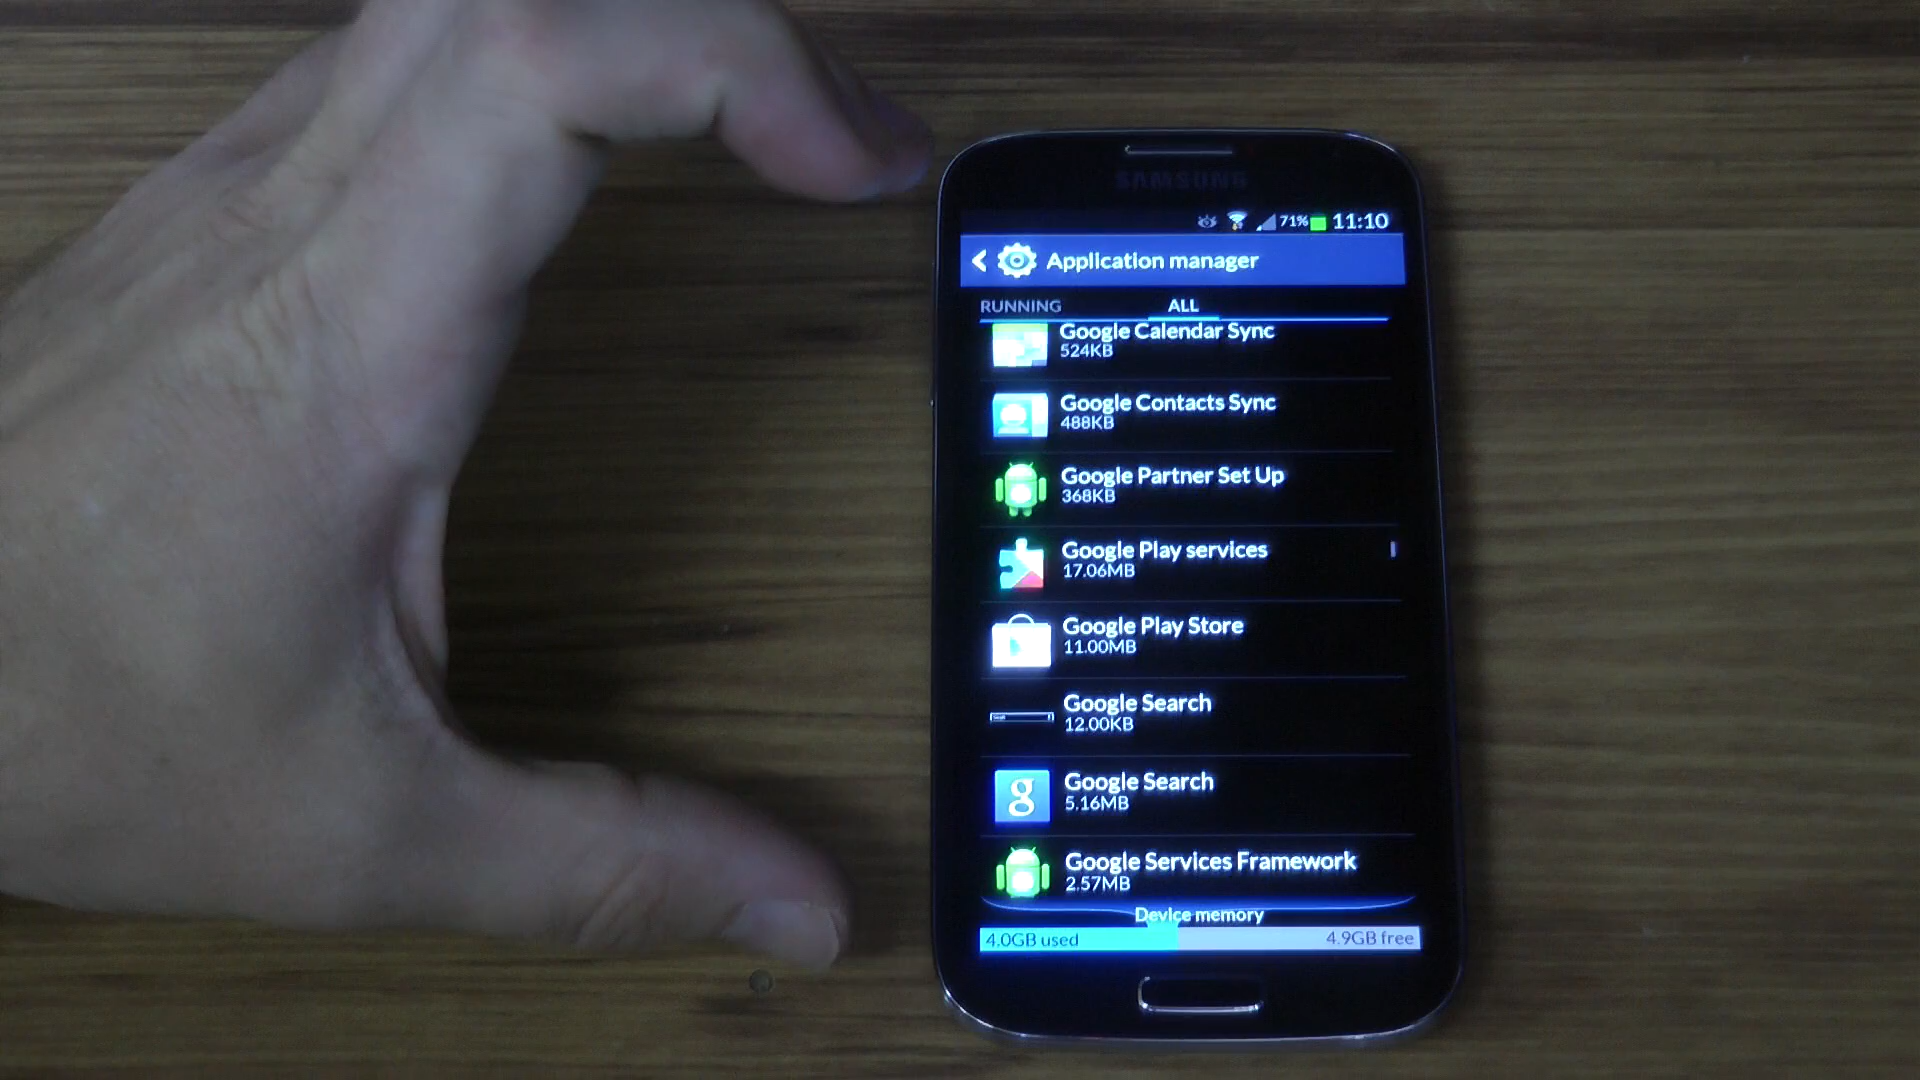 SAMSUNG
71% 11:10
Application manager
RUNNING ALL
Google Calendar Sync
524KB
Google Contacts Sync
488KB
Google Partner Set Up
368KB
Google Play services
17.06MB
Google Play Store
11.00MB
Google Search
12.00KB
Google Search
5.16MB
Google Services Framework
2.57MB
Device memory
4.0GB used 4.9GB free